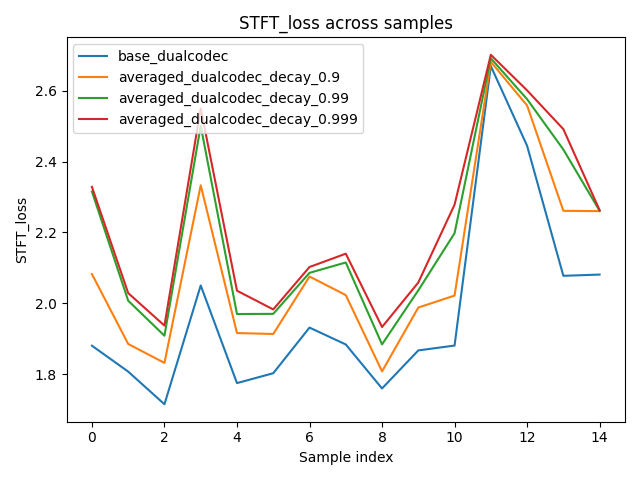 STFT_loss across samples
base_dualcodec
averaged_dualcodec_decay_0.9
averaged_dualcodec_decay_0.99
averaged_dualcodec_decay_0.999
STFT_loss
2.6
2.4
2.2
2.0
1.8
0 2 4 6 8 10 12 14
Sample index